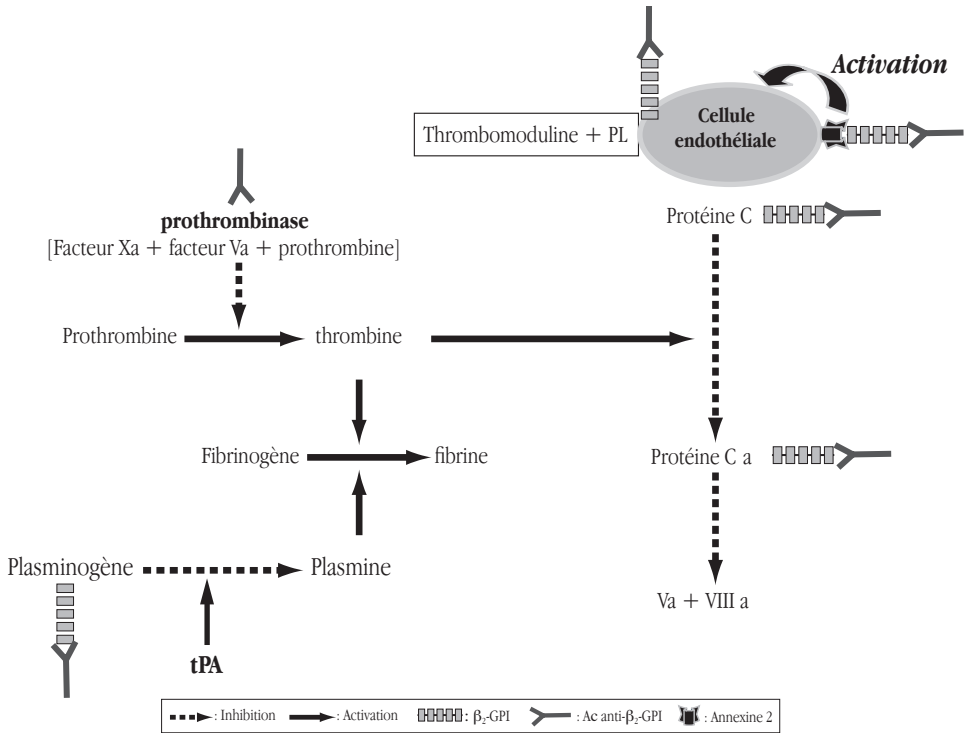 Activation
Cellule
endothéliale
Thrombomoduline + PL
Protéine C
prothrombinase
[Facteur Xa + facteur Va + prothrombine]
Prothrombine
thrombine
Fibrinogène
fibrine
Protéine C a
Plasminogène
Plasmine
Va + VIII a
tPA
: Inhibition : Activation : β₂-GPI : Ac anti-β₂-GPI : Annexine 2